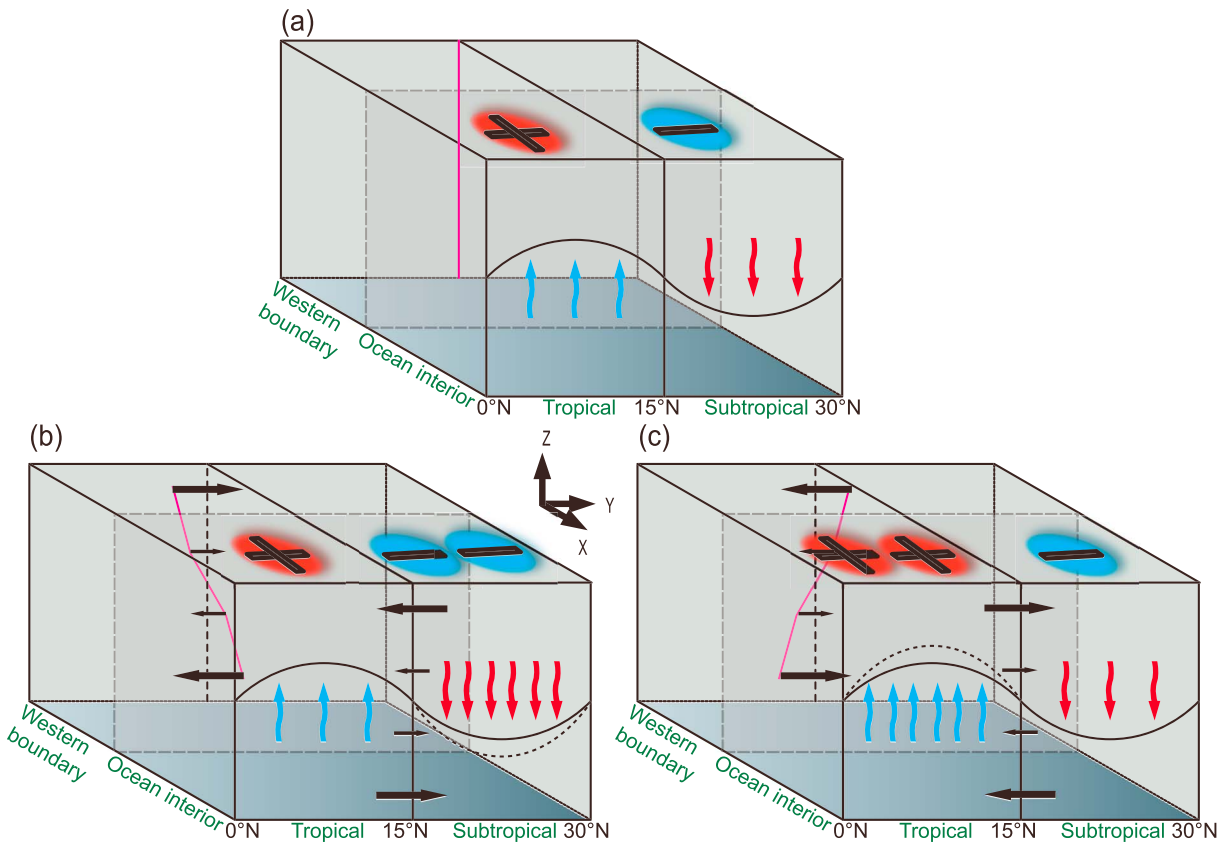 (a)
Western
boundary
Ocean interior
0°N Tropical 15°N Subtropical 30°N
(b)
Z
Y
X
Western
boundary
Ocean interior
0°N Tropical 15°N Subtropical 30°N
(c)
Western
boundary
Ocean interior
0°N Tropical 15°N Subtropical 30°N